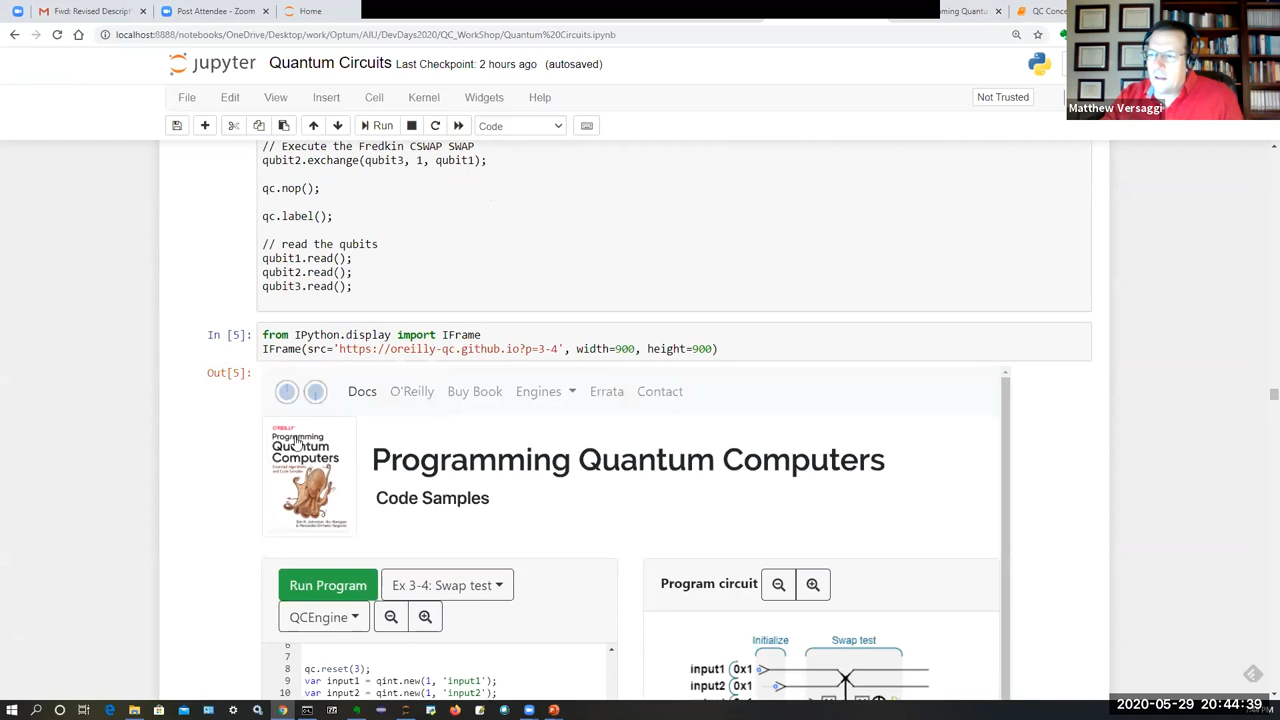 Fwd: Revised Descript
Post Attendee - Zoom
Home
ming Quant
QC Conce
localhost:8888/notebooks/OneDrive/Desktop/work/Optum/AIU/DevDays2020/QC_WorkShop/Quantum%20Circuits.ipynb
jupyter Quantum Circuits Last Checkpoint: 2 hours ago (autosaved)
Matthew Versaggi
File Edit View Insert Cell Kernel Widgets Help
Not Trusted
Run
Code
// Execute the Fredkin CSWAP SWAP
qubit2.exchange(qubit3, 1, qubit1);
qc.nop();
qc.label();
// read the qubits
qubit1.read();
qubit2.read();
qubit3.read();
In [5]:
from IPython.display import IFrame
IFrame(src='https://oreilly-qc.github.io?p=3-4', width=900, height=900)
Out[5]:
Docs O'Reilly Buy Book Engines Errata Contact
O'REILLY
Programming
Quantum
Computers
Programming Quantum Computers
Code Samples
Run Program
Ex 3-4: Swap test
QCEngine
Program circuit
7
8 qc.reset(3);
9 var input1 = qint.new(1, 'input1');
10 var input2 = qint.new(1, 'input2');
Initialize
Swap test
input1 0x1
input2 0x1
2020-05-29 20:44:39